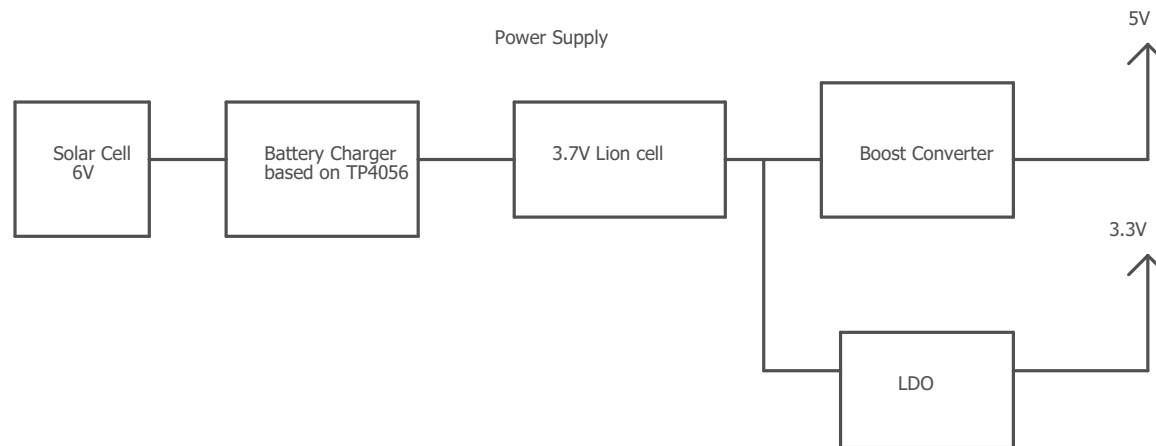 Power Supply
5V
Solar Cell
6V
Battery Charger
based on TP4056
3.7V Lion cell
Boost Converter
3.3V
LDO